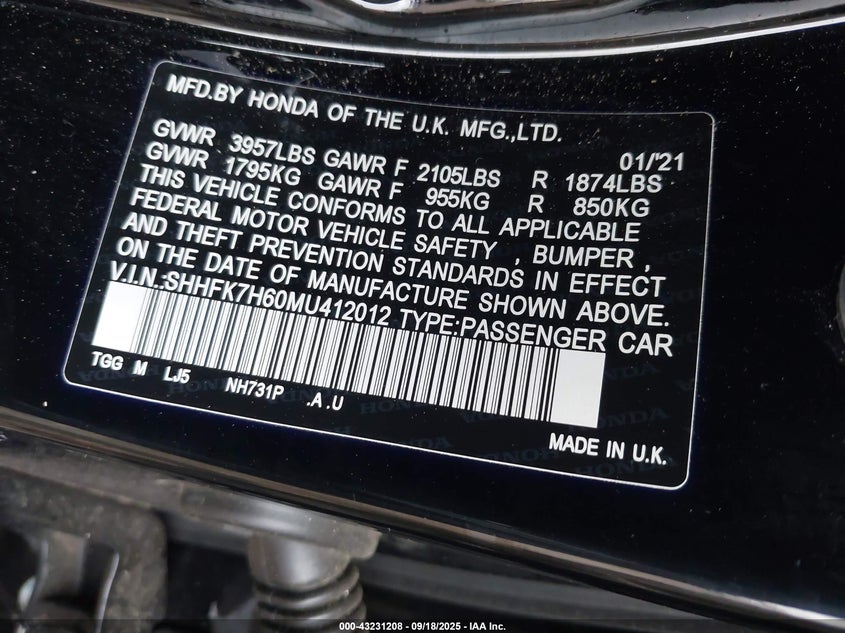 MFD.BY HONDA OF THE U.K. MFG.,LTD.
01/'21
GVWR 3957LBS GAWR F 2105LBS R 1874LBS
GVWR 1795KG GAWR F 955KG R 850KG
THIS VEHICLE CONFORMS TO ALL APPLICABLE
FEDERAL MOTOR VEHICLE SAFETY , BUMPER ,
AND THEFT PREVENTION STANDARDS IN EFFECT
ON THE DATE OF MANUFACTURE SHOWN ABOVE.
V.I.N.:SHHFK7H60MU412012 TYPE:PASSENGER CAR
TGG M LJ5 NH731P .A.U
MADE IN U.K.
000-43231208 - 09/18/2025 - IAA Inc.